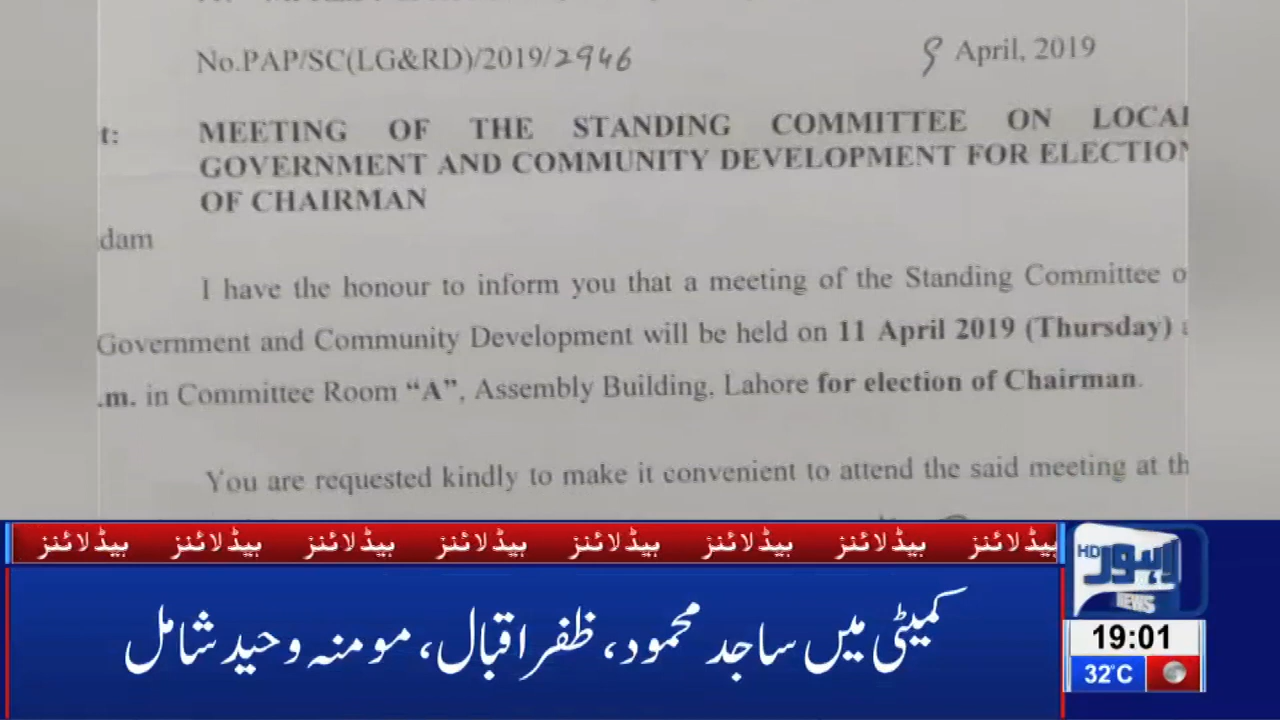 No.PAP/SC(LG&RD)/2019/2946 9 April, 2019
t: MEETING OF THE STANDING COMMITTEE ON LOCAL
GOVERNMENT AND COMMUNITY DEVELOPMENT FOR ELECTION
OF CHAIRMAN
dam
I have the honour to inform you that a meeting of the Standing Committee o
Government and Community Development will be held on 11 April 2019 (Thursday)
.m. in Committee Room “A”, Assembly Building, Lahore for election of Chairman.
You are requested kindly to make it convenient to attend the said meeting at th
ہیڈلائنز ہیڈلائنز ہیڈلائنز ہیڈلائنز ہیڈلائنز ہیڈلائنز ہیڈلائنز ہیڈلائنز
HD لاہور
NEWS
کمیٹی میں ساجد محمود، ظفر اقبال، مومنہ وحید شامل
19:01
32°C